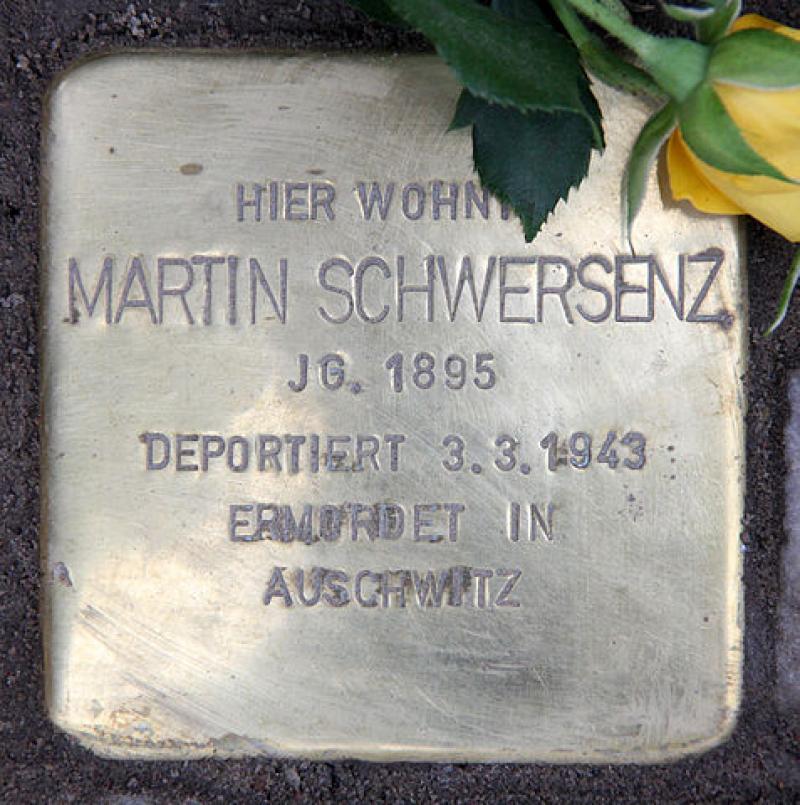 HIER WOHNT
MARTIN SCHWERSENZ
JG. 1895
DEPORTIERT 3.3.1943
ERMORDET IN
AUSCHWITZ